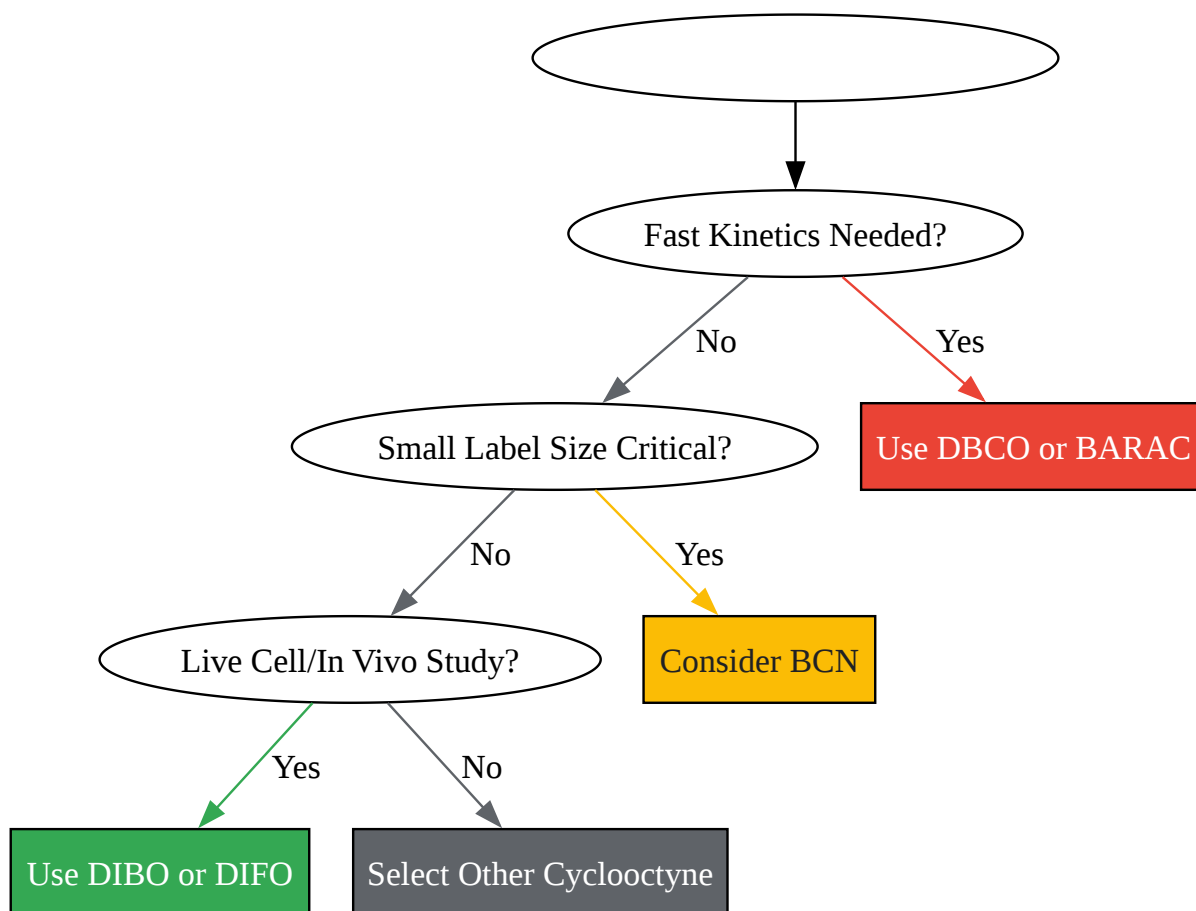 Fast Kinetics Needed?
No
Yes
Small Label Size Critical?
Use DBCO or BARAC
No
Yes
Live Cell/In Vivo Study?
Consider BCN
Yes
No
Use DIBO or DIFO
Select Other Cyclooctyne